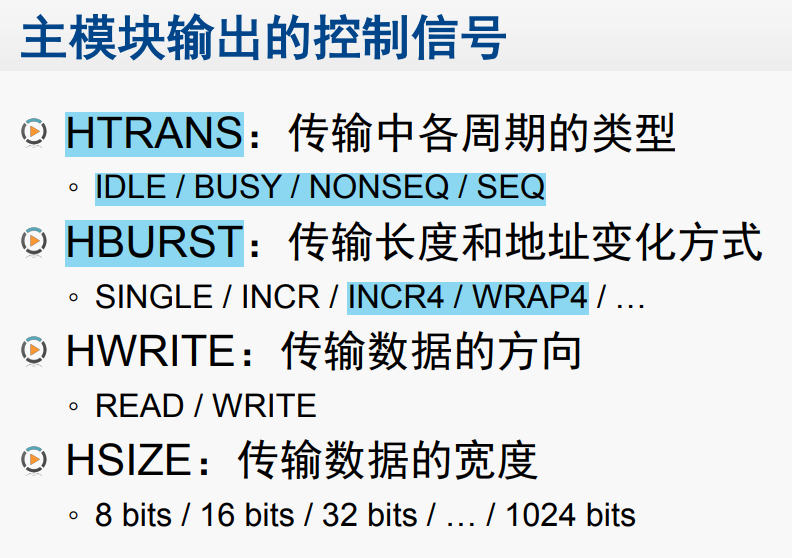 主模块输出的控制信号
HTRANS：传输中各周期的类型
◦ IDLE / BUSY / NONSEQ / SEQ
HBURST：传输长度和地址变化方式
◦ SINGLE / INCR / INCR4 / WRAP4 / …
HWRITE：传输数据的方向
◦ READ / WRITE
HSIZE：传输数据的宽度
◦ 8 bits / 16 bits / 32 bits / … / 1024 bits